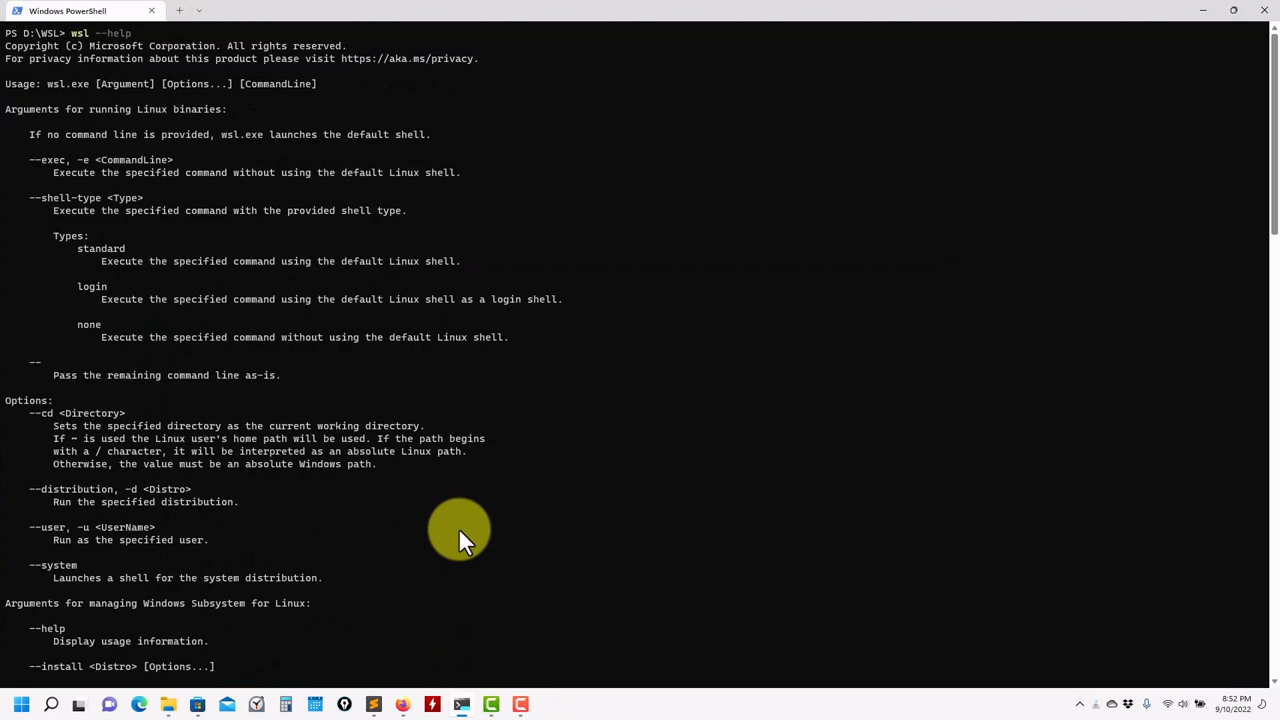 Windows PowerShell
PS D:\WSL> wsl --help
Copyright (c) Microsoft Corporation. All rights reserved.
For privacy information about this product please visit https://aka.ms/privacy.
Usage: wsl.exe [Argument] [Options...] [CommandLine]
Arguments for running Linux binaries:
If no command line is provided, wsl.exe launches the default shell.
--exec, -e <CommandLine>
Execute the specified command without using the default Linux shell.
--shell-type <Type>
Execute the specified command with the provided shell type.
Types:
standard
Execute the specified command using the default Linux shell.
login
Execute the specified command using the default Linux shell as a login shell.
none
Execute the specified command without using the default Linux shell.
--
Pass the remaining command line as-is.
Options:
--cd <Directory>
Sets the specified directory as the current working directory.
If ~ is used the Linux user's home path will be used. If the path begins
with a / character, it will be interpreted as an absolute Linux path.
Otherwise, the value must be an absolute Windows path.
--distribution, -d <Distro>
Run the specified distribution.
--user, -u <UserName>
Run as the specified user.
--system
Launches a shell for the system distribution.
Arguments for managing Windows Subsystem for Linux:
--help
Display usage information.
--install <Distro> [Options...]
8:52 PM
9/10/2022